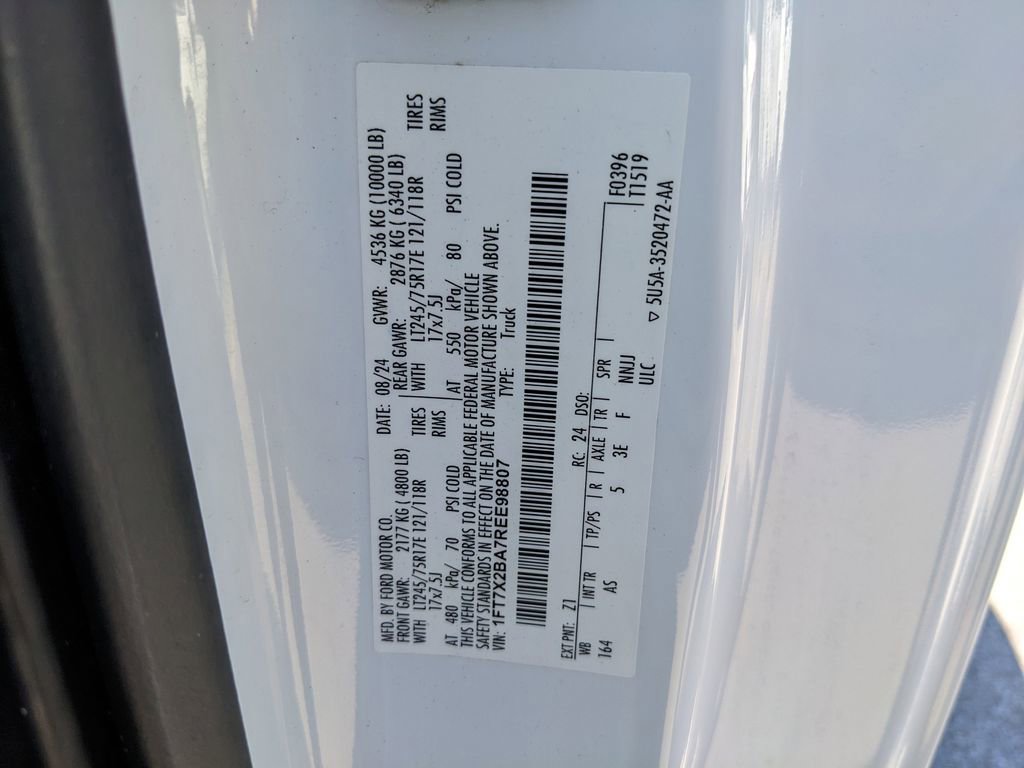 MFD. BY FORD MOTOR CO. DATE: 08/24 GVWR: 4536 KG (10000 LB)
FRONT GAWR: 2177 KG ( 4800 LB) REAR GAWR: 2876 KG ( 6340 LB)
WITH LT245/75R17E 121/118R TIRES WITH LT245/75R17E 121/118R TIRES
17x7.5J RIMS 17x7.5J RIMS
AT 480 kPa/ 70 PSI COLD AT 550 kPa/ 80 PSI COLD
THIS VEHICLE CONFORMS TO ALL APPLICABLE FEDERAL MOTOR VEHICLE
SAFETY STANDARDS IN EFFECT ON THE DATE OF MANUFACTURE SHOWN ABOVE.
VIN: 1FT7X2BA7REE98807 TYPE: Truck
EXT PNT: Z1 RC: 24 DSO: F0396
WB INT TR TP/PS R AXLE TR SPR T1519
164 AS 5 3E F NNJJ
ULC ▽ 5U5A-3520472-AA